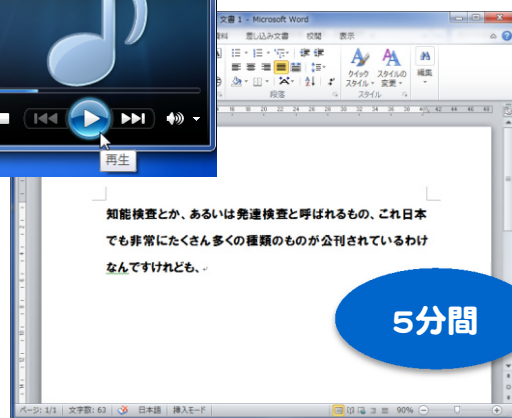 文書 1 - Microsoft Word
差し込み文書 校閲 表示
クイック スタイル スタイルの 変更 編集
段落 スタイル
再生
知能検査とか、あるいは発達検査と呼ばれるもの、これ日本
でも非常にたくさん多くの種類のものが公刊されているわけ
なんですけれども、
5分間
ページ: 1/1 文字数: 63 日本語 挿入モード 90%